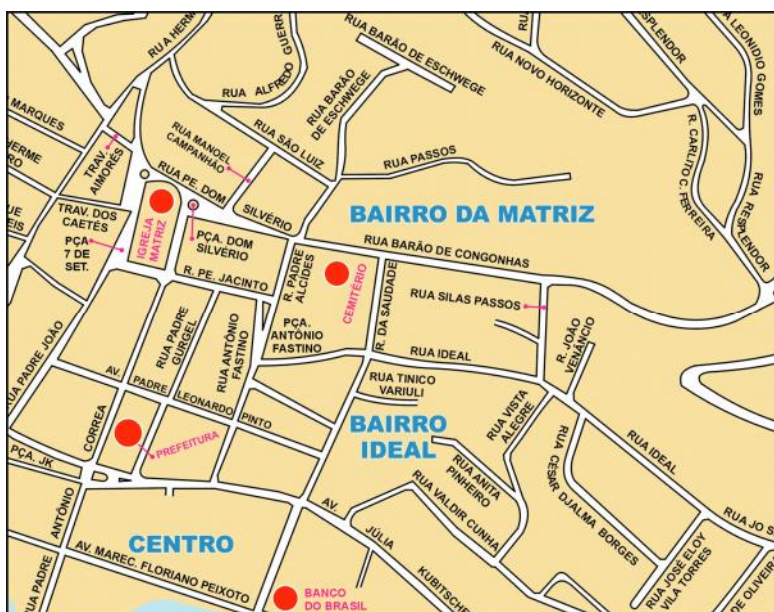 RUA HERM
RUA ALFREDO GUERR
RUA BARÃO DE ESCHWEGE
RUA BARÃO
DE ESCHWEGE
RUA NOVO HORIZONTE
ESPLENDOR
LEONIDIO GOMES
MARQUES
HERME
RO
TRAV.
AIMORÉS
RUA MANOEL
CAMPANHÃO
RUA SÃO LUIZ
RUA PASSOS
R. CARLITO C. FERREIRA
RUA RESPLENDOR
RUA PE. DOM SILVÉRIO
BAIRRO DA MATRIZ
UE
EIS
TRAV. DOS
CAETÉS
PÇA
7 DE
SET.
IGREJA
MATRIZ
PÇA. DOM
SILVÉRIO
R. PE. JACINTO
R. PADRE
ALCIDES
CEMITÉRIO
R. DA SAUDADE
RUA BARÃO DE CONGONHAS
RUA SILAS PASSOS
R. JOÃO
VENÂNCIO
RUA PADRE JOÃO
RUA PADRE
GURGEL
RUA ANTÔNIO
FASTINO
PÇA.
ANTÔNIO
FASTINO
RUA IDEAL
AV. PADRE LEONARDO PINTO
RUA TINICO
VARIULI
BAIRRO
IDEAL
RUA VISTA
ALEGRE
RUA ANITA
PINHEIRO
RUA CÉSAR DJALMA BORGES
RUA IDEAL
RUA JO S
PREFEITURA
PÇA. JK
RUA PADRE ANTÔNIO CORREA
RUA VALDIR CUNHA
AV. JÚLIA KUBITSCHE
RUA JOSÉ ELOY
VILA TORRES
E OLIVEIR
CENTRO
AV. MAREC. FLORIANO PEIXOTO
BANCO
DO BRASIL